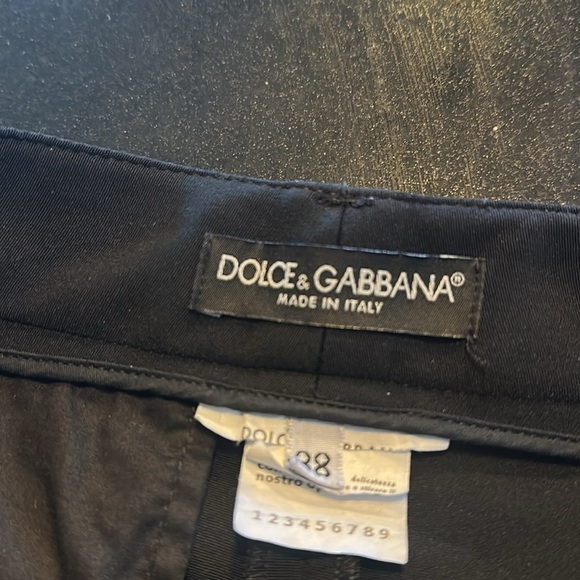 DOLCE & GABBANA®
MADE IN ITALY
DOLC
38
delicatezza
nostro
123456789